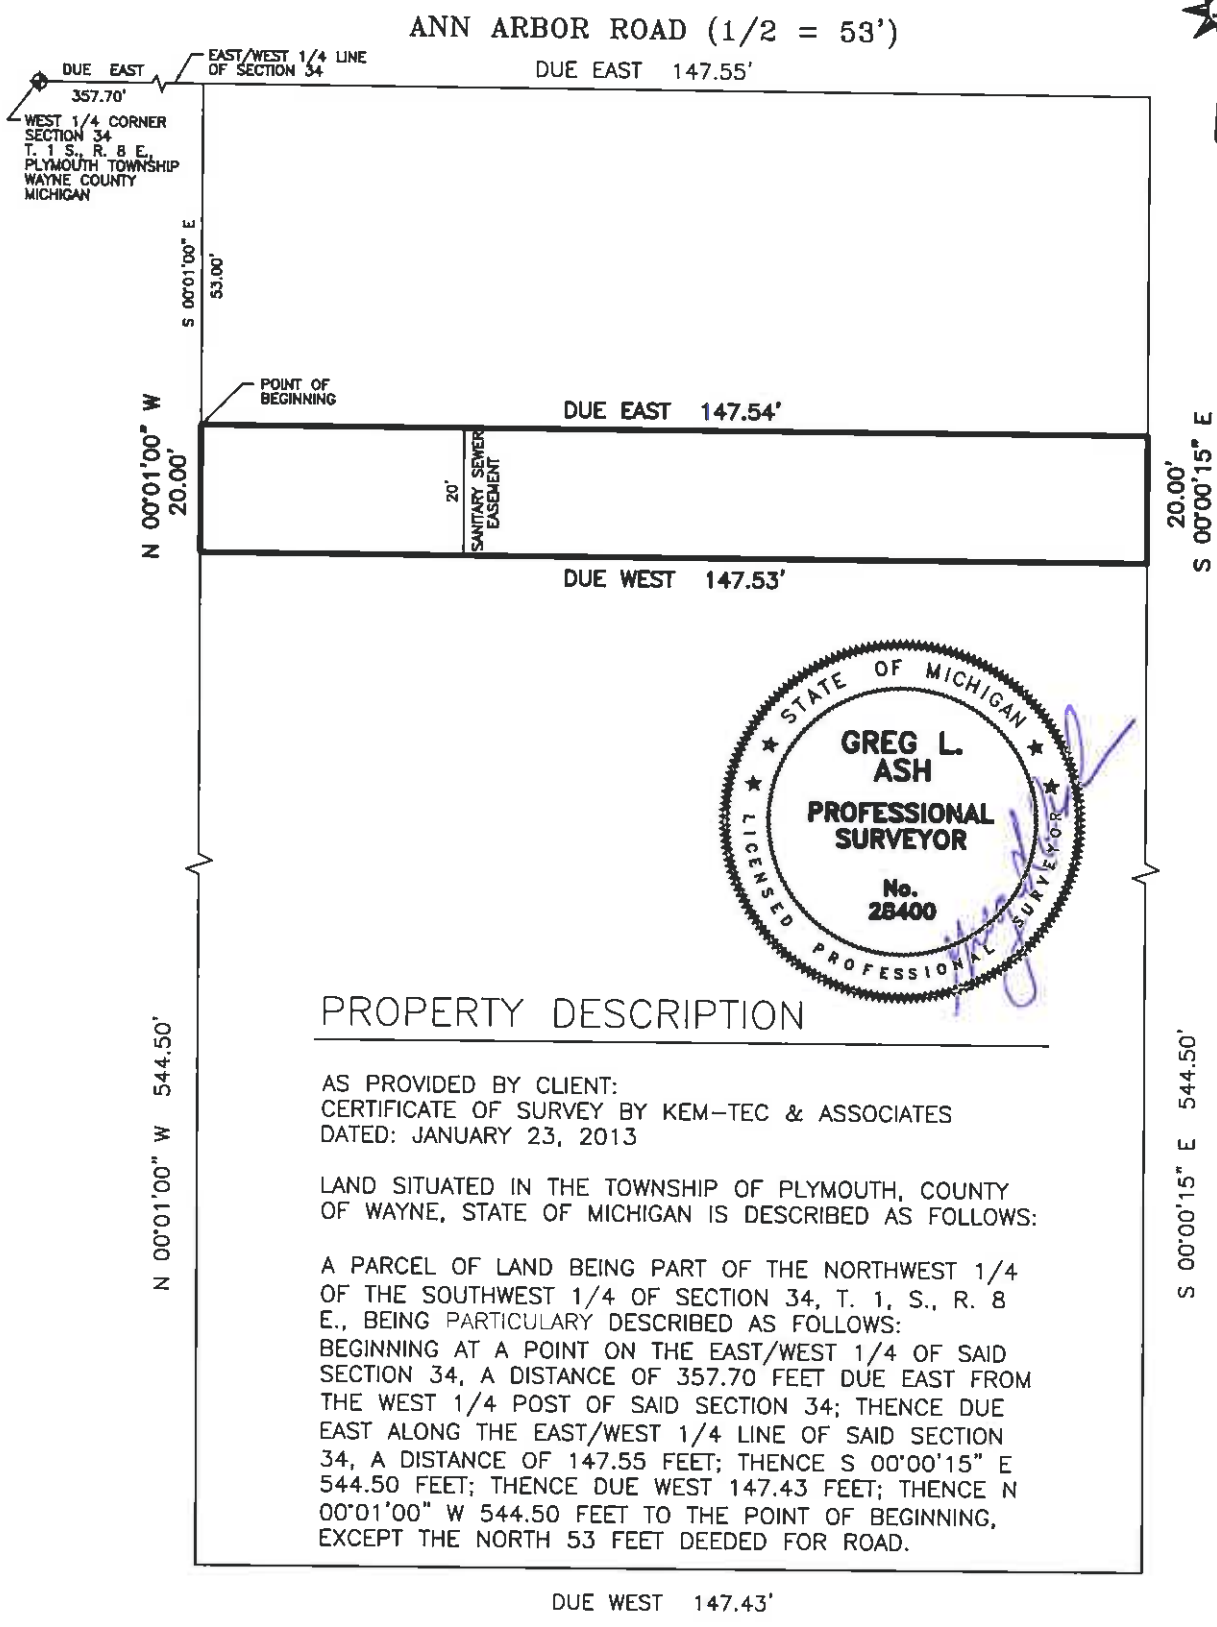 ANN ARBOR ROAD (1/2 = 53')
EAST/WEST 1/4 LINE
OF SECTION 34
DUE EAST
357.70'
DUE EAST 147.55'
WEST 1/4 CORNER
SECTION 34
T. 1 S., R. 8 E.,
PLYMOUTH TOWNSHIP
WAYNE COUNTY
MICHIGAN
S 00°01'00" E
53.00'
POINT OF
BEGINNING
DUE EAST 147.54'
N 00°01'00" W
20.00'
20'
SANITARY SEWER
EASEMENT
20.00'
S 00°00'15" E
DUE WEST 147.53'
STATE OF MICHIGAN
GREG L.
ASH
PROFESSIONAL
SURVEYOR
No.
28400
LICENSED PROFESSIONAL SURVEYOR
N 00°01'00" W 544.50'
S 00°00'15" E 544.50'
PROPERTY DESCRIPTION
AS PROVIDED BY CLIENT:
CERTIFICATE OF SURVEY BY KEM-TEC & ASSOCIATES
DATED: JANUARY 23, 2013
LAND SITUATED IN THE TOWNSHIP OF PLYMOUTH, COUNTY
OF WAYNE, STATE OF MICHIGAN IS DESCRIBED AS FOLLOWS:
A PARCEL OF LAND BEING PART OF THE NORTHWEST 1/4
OF THE SOUTHWEST 1/4 OF SECTION 34, T. 1, S., R. 8
E., BEING PARTICULARY DESCRIBED AS FOLLOWS:
BEGINNING AT A POINT ON THE EAST/WEST 1/4 OF SAID
SECTION 34, A DISTANCE OF 357.70 FEET DUE EAST FROM
THE WEST 1/4 POST OF SAID SECTION 34; THENCE DUE
EAST ALONG THE EAST/WEST 1/4 LINE OF SAID SECTION
34, A DISTANCE OF 147.55 FEET; THENCE S 00°00'15" E
544.50 FEET; THENCE DUE WEST 147.43 FEET; THENCE N
00°01'00" W 544.50 FEET TO THE POINT OF BEGINNING,
EXCEPT THE NORTH 53 FEET DEEDED FOR ROAD.
DUE WEST 147.43'